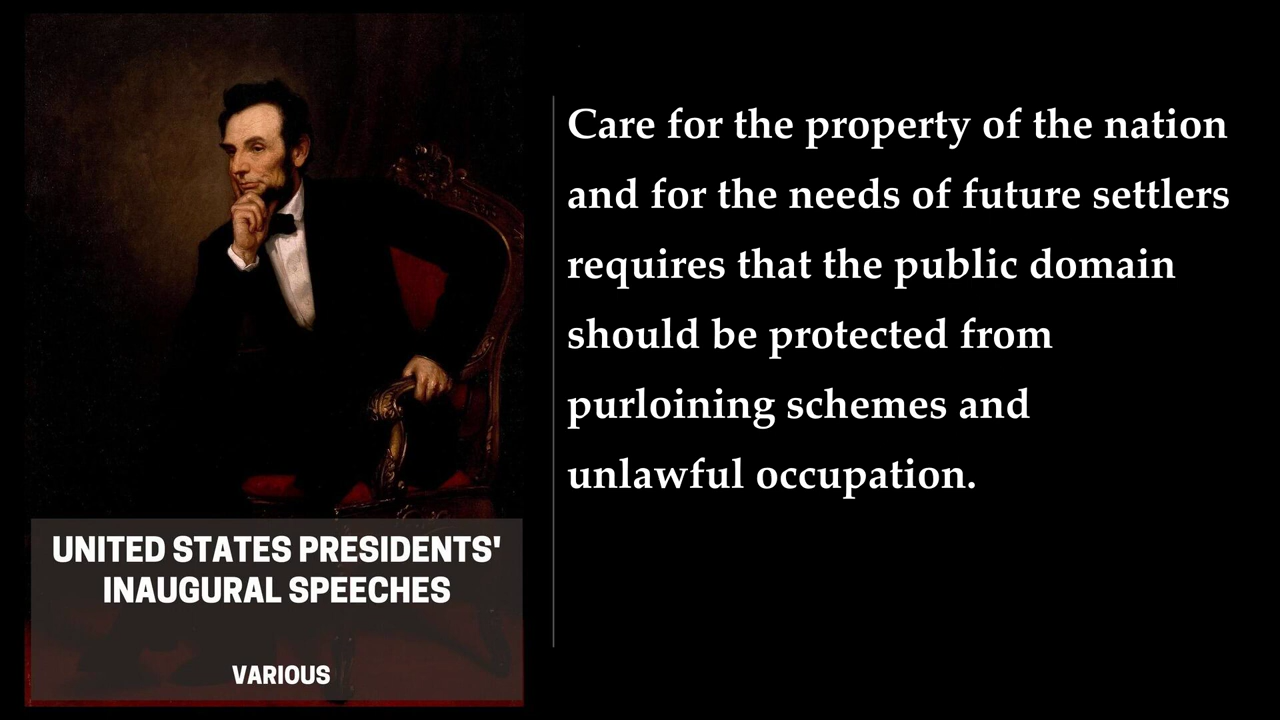 Care for the property of the nation
and for the needs of future settlers
requires that the public domain
should be protected from
purloining schemes and
unlawful occupation.
UNITED STATES PRESIDENTS'
INAUGURAL SPEECHES
VARIOUS